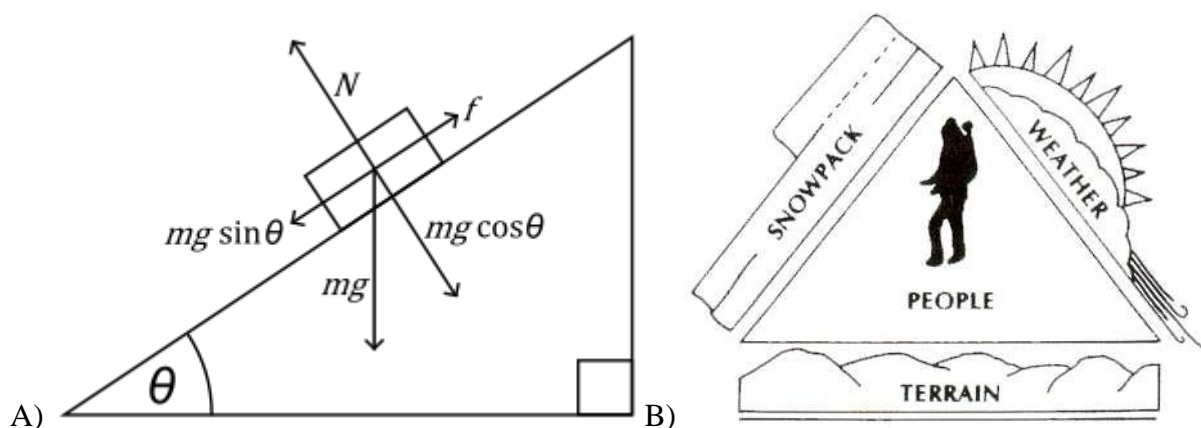 N
f
mg sinθ
mg cosθ
mg
θ
A)
SNOWPACK
WEATHER
PEOPLE
TERRAIN
B)